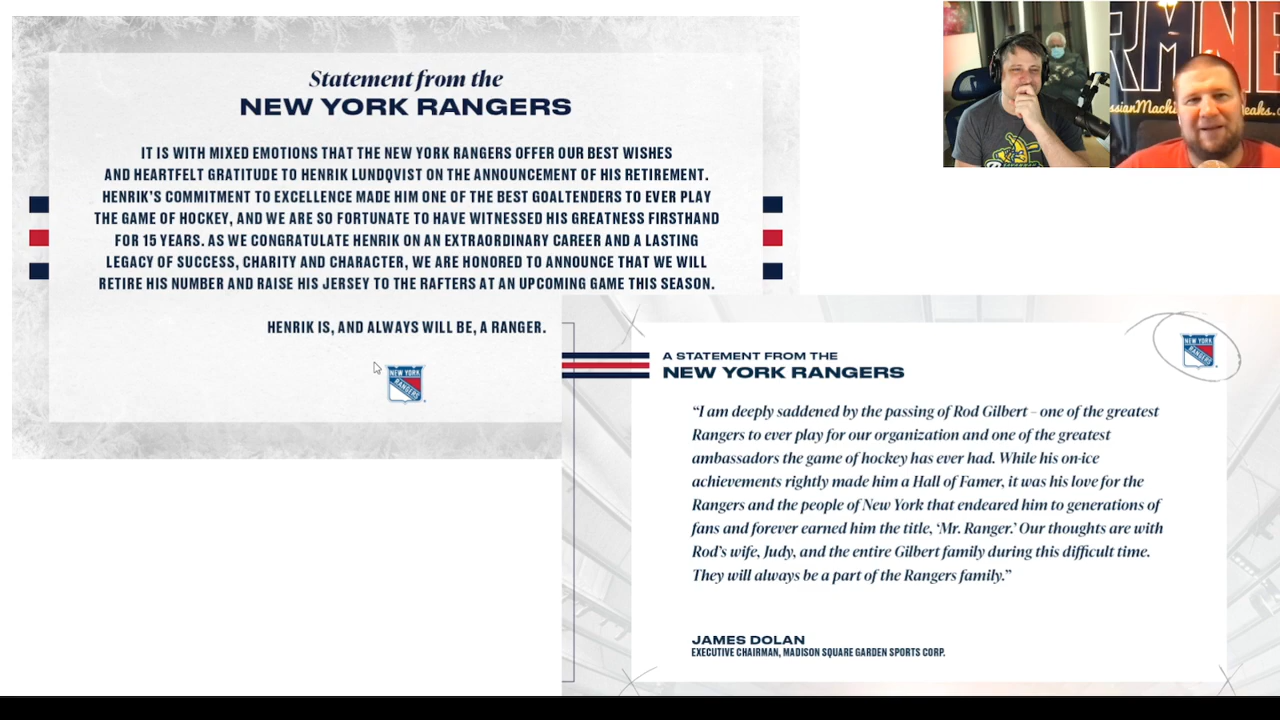 Statement from the
NEW YORK RANGERS
IT IS WITH MIXED EMOTIONS THAT THE NEW YORK RANGERS OFFER OUR BEST WISHES
AND HEARTFELT GRATITUDE TO HENRIK LUNDQVIST ON THE ANNOUNCEMENT OF HIS RETIREMENT.
HENRIK'S COMMITMENT TO EXCELLENCE MADE HIM ONE OF THE BEST GOALTENDERS TO EVER PLAY
THE GAME OF HOCKEY, AND WE ARE SO FORTUNATE TO HAVE WITNESSED HIS GREATNESS FIRSTHAND
FOR 15 YEARS. AS WE CONGRATULATE HENRIK ON AN EXTRAORDINARY CAREER AND A LASTING
LEGACY OF SUCCESS, CHARITY AND CHARACTER, WE ARE HONORED TO ANNOUNCE THAT WE WILL
RETIRE HIS NUMBER AND RAISE HIS JERSEY TO THE RAFTERS AT AN UPCOMING GAME THIS SEASON.
HENRIK IS, AND ALWAYS WILL BE, A RANGER.
NEW YORK
RANGERS
A STATEMENT FROM THE
NEW YORK RANGERS
NEW YORK
RANGERS
“I am deeply saddened by the passing of Rod Gilbert – one of the greatest
Rangers to ever play for our organization and one of the greatest
ambassadors the game of hockey has ever had. While his on-ice
achievements rightly made him a Hall of Famer, it was his love for the
Rangers and the people of New York that endeared him to generations of
fans and forever earned him the title, ‘Mr. Ranger.’ Our thoughts are with
Rod’s wife, Judy, and the entire Gilbert family during this difficult time.
They will always be a part of the Rangers family.”
JAMES DOLAN
EXECUTIVE CHAIRMAN, MADISON SQUARE GARDEN SPORTS CORP.